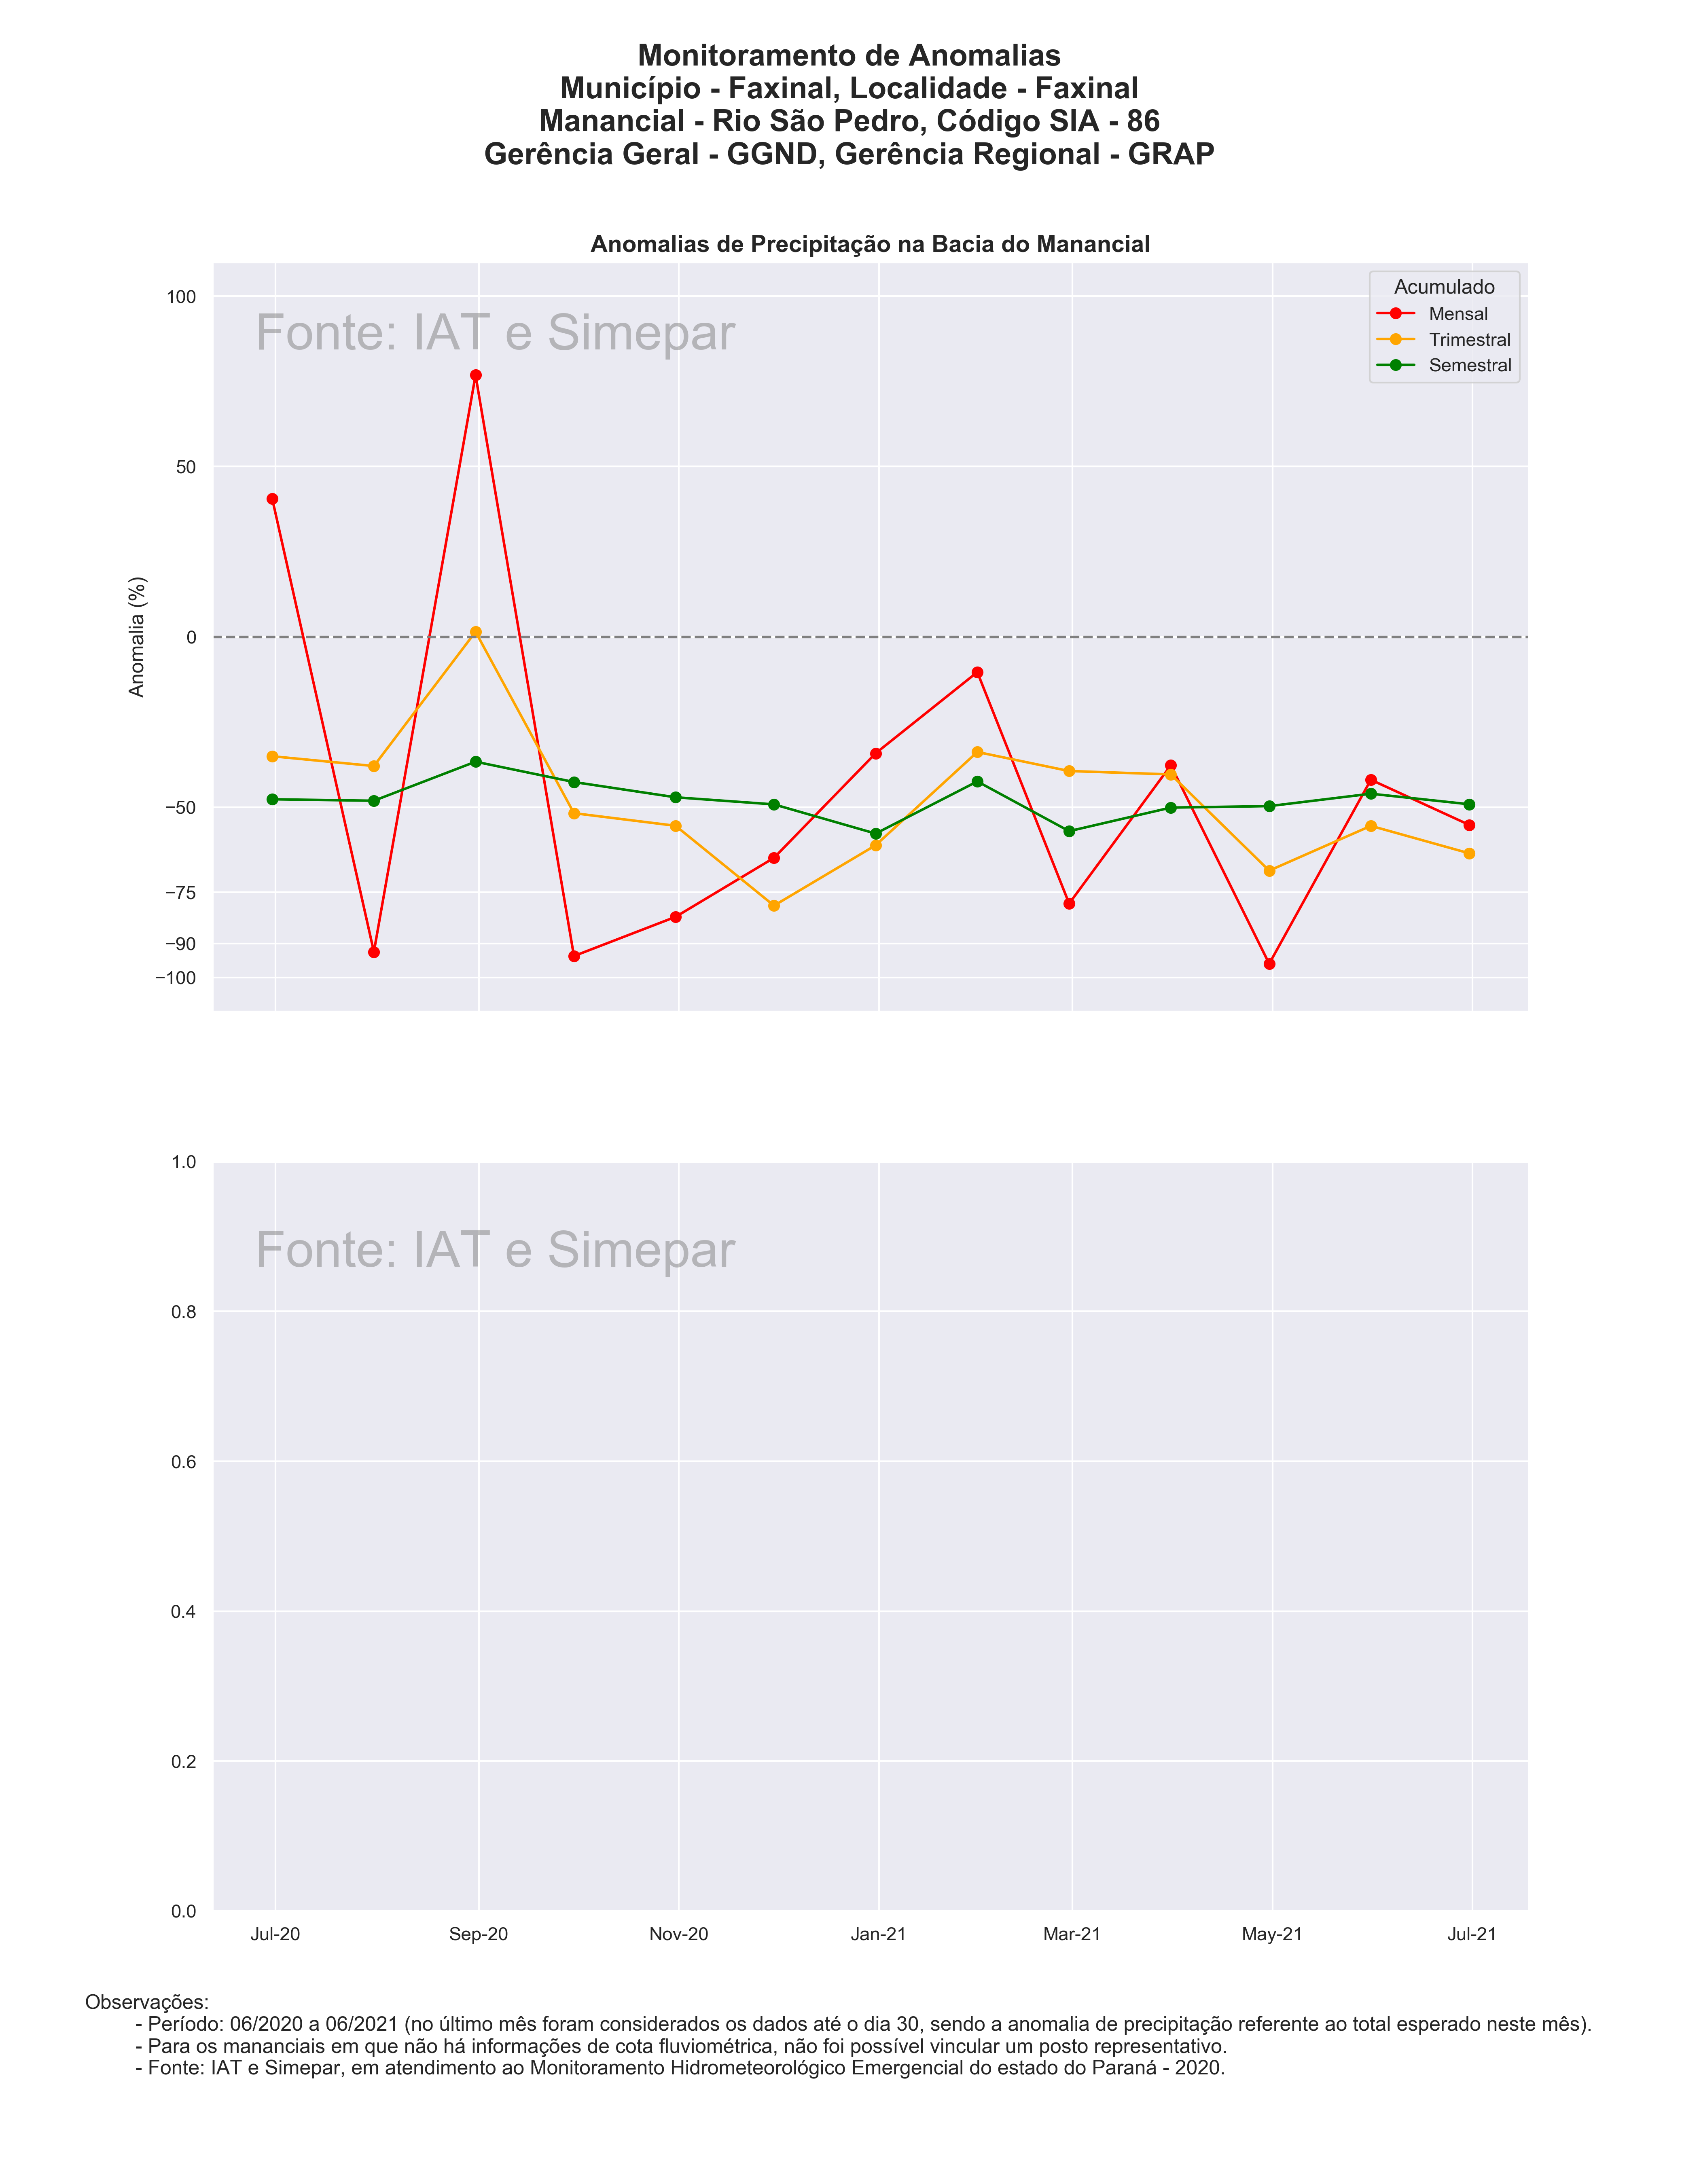 Monitoramento de Anomalias
Município - Faxinal, Localidade - Faxinal
Manancial - Rio São Pedro, Código SIA - 86
Gerência Geral - GGND, Gerência Regional - GRAP
Anomalias de Precipitação na Bacia do Manancial
Fonte: IAT e Simepar
Acumulado
Mensal
Trimestral
Semestral
Anomalia (%)
100
50
0
−50
−75
−90
−100
Fonte: IAT e Simepar
1.0
0.8
0.6
0.4
0.2
0.0
Jul-20 Sep-20 Nov-20 Jan-21 Mar-21 May-21 Jul-21
Observações:
- Período: 06/2020 a 06/2021 (no último mês foram considerados os dados até o dia 30, sendo a anomalia de precipitação referente ao total esperado neste mês).
- Para os mananciais em que não há informações de cota fluviométrica, não foi possível vincular um posto representativo.
- Fonte: IAT e Simepar, em atendimento ao Monitoramento Hidrometeorológico Emergencial do estado do Paraná - 2020.